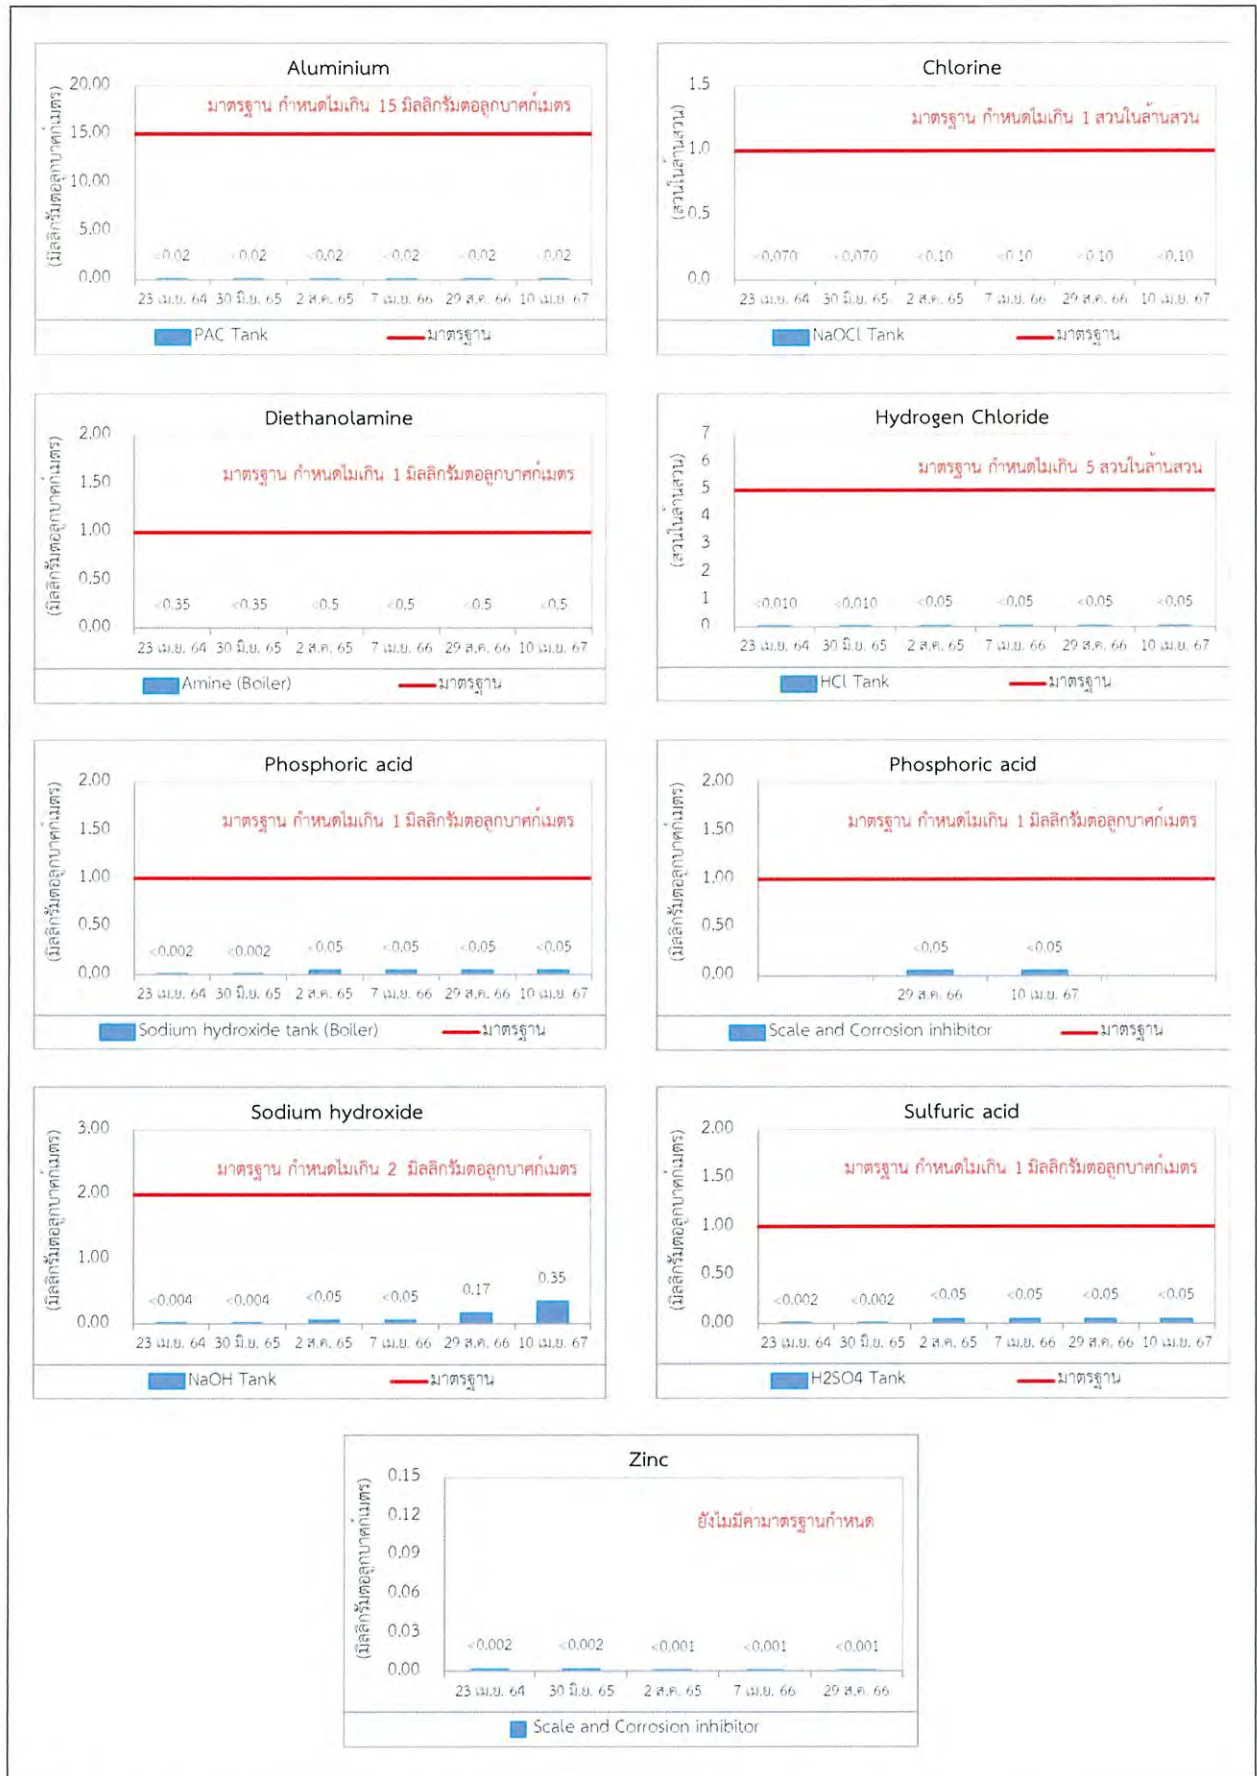 Aluminium
(มิลลิกรัมต่อลูกบาศก์เมตร)
20.00
15.00
10.00
5.00
0.00
มาตรฐาน กำหนดไม่เกิน 15 มิลลิกรัมต่อลูกบาศก์เมตร
<0.02 <0.02 <0.02 <0.02 <0.02 <0.02
23 เม.ย. 64 30 มิ.ย. 65 2 ส.ค. 65 7 เม.ย. 66 29 ส.ค. 66 10 เม.ย. 67
PAC Tank มาตรฐาน
Chlorine
(ส่วนในล้านส่วน)
1.5
1.0
0.5
0.0
มาตรฐาน กำหนดไม่เกิน 1 ส่วนในล้านส่วน
<0.070 <0.070 <0.10 <0.10 <0.10 <0.10
23 เม.ย. 64 30 มิ.ย. 65 2 ส.ค. 65 7 เม.ย. 66 29 ส.ค. 66 10 เม.ย. 67
NaOCl Tank มาตรฐาน
Diethanolamine
(มิลลิกรัมต่อลูกบาศก์เมตร)
2.00
1.50
1.00
0.50
0.00
มาตรฐาน กำหนดไม่เกิน 1 มิลลิกรัมต่อลูกบาศก์เมตร
<0.35 <0.35 <0.5 <0.5 <0.5 <0.5
23 เม.ย. 64 30 มิ.ย. 65 2 ส.ค. 65 7 เม.ย. 66 29 ส.ค. 66 10 เม.ย. 67
Amine (Boiler) มาตรฐาน
Hydrogen Chloride
(ส่วนในล้านส่วน)
7
6
5
4
3
2
1
0
มาตรฐาน กำหนดไม่เกิน 5 ส่วนในล้านส่วน
<0.010 <0.010 <0.05 <0.05 <0.05 <0.05
23 เม.ย. 64 30 มิ.ย. 65 2 ส.ค. 65 7 เม.ย. 66 29 ส.ค. 66 10 เม.ย. 67
HCl Tank มาตรฐาน
Phosphoric acid
(มิลลิกรัมต่อลูกบาศก์เมตร)
2.00
1.50
1.00
0.50
0.00
มาตรฐาน กำหนดไม่เกิน 1 มิลลิกรัมต่อลูกบาศก์เมตร
<0.002 <0.002 <0.05 <0.05 <0.05 <0.05
23 เม.ย. 64 30 มิ.ย. 65 2 ส.ค. 65 7 เม.ย. 66 29 ส.ค. 66 10 เม.ย. 67
Sodium hydroxide tank (Boiler) มาตรฐาน
Phosphoric acid
(มิลลิกรัมต่อลูกบาศก์เมตร)
2.00
1.50
1.00
0.50
0.00
มาตรฐาน กำหนดไม่เกิน 1 มิลลิกรัมต่อลูกบาศก์เมตร
<0.05 <0.05
29 ส.ค. 66 10 เม.ย. 67
Scale and Corrosion inhibitor มาตรฐาน
Sodium hydroxide
(มิลลิกรัมต่อลูกบาศก์เมตร)
3.00
2.00
1.00
0.00
มาตรฐาน กำหนดไม่เกิน 2 มิลลิกรัมต่อลูกบาศก์เมตร
<0.004 <0.004 <0.05 <0.05 0.17 0.35
23 เม.ย. 64 30 มิ.ย. 65 2 ส.ค. 65 7 เม.ย. 66 29 ส.ค. 66 10 เม.ย. 67
NaOH Tank มาตรฐาน
Sulfuric acid
(มิลลิกรัมต่อลูกบาศก์เมตร)
2.00
1.50
1.00
0.50
0.00
มาตรฐาน กำหนดไม่เกิน 1 มิลลิกรัมต่อลูกบาศก์เมตร
<0.002 <0.002 <0.05 <0.05 <0.05 <0.05
23 เม.ย. 64 30 มิ.ย. 65 2 ส.ค. 65 7 เม.ย. 66 29 ส.ค. 66 10 เม.ย. 67
H2SO4 Tank มาตรฐาน
Zinc
(มิลลิกรัมต่อลูกบาศก์เมตร)
0.15
0.12
0.09
0.06
0.03
0.00
ยังไม่มีค่ามาตรฐานกำหนด
<0.002 <0.002 <0.001 <0.001 <0.001
23 เม.ย. 64 30 มิ.ย. 65 2 ส.ค. 65 7 เม.ย. 66 29 ส.ค. 66
Scale and Corrosion inhibitor